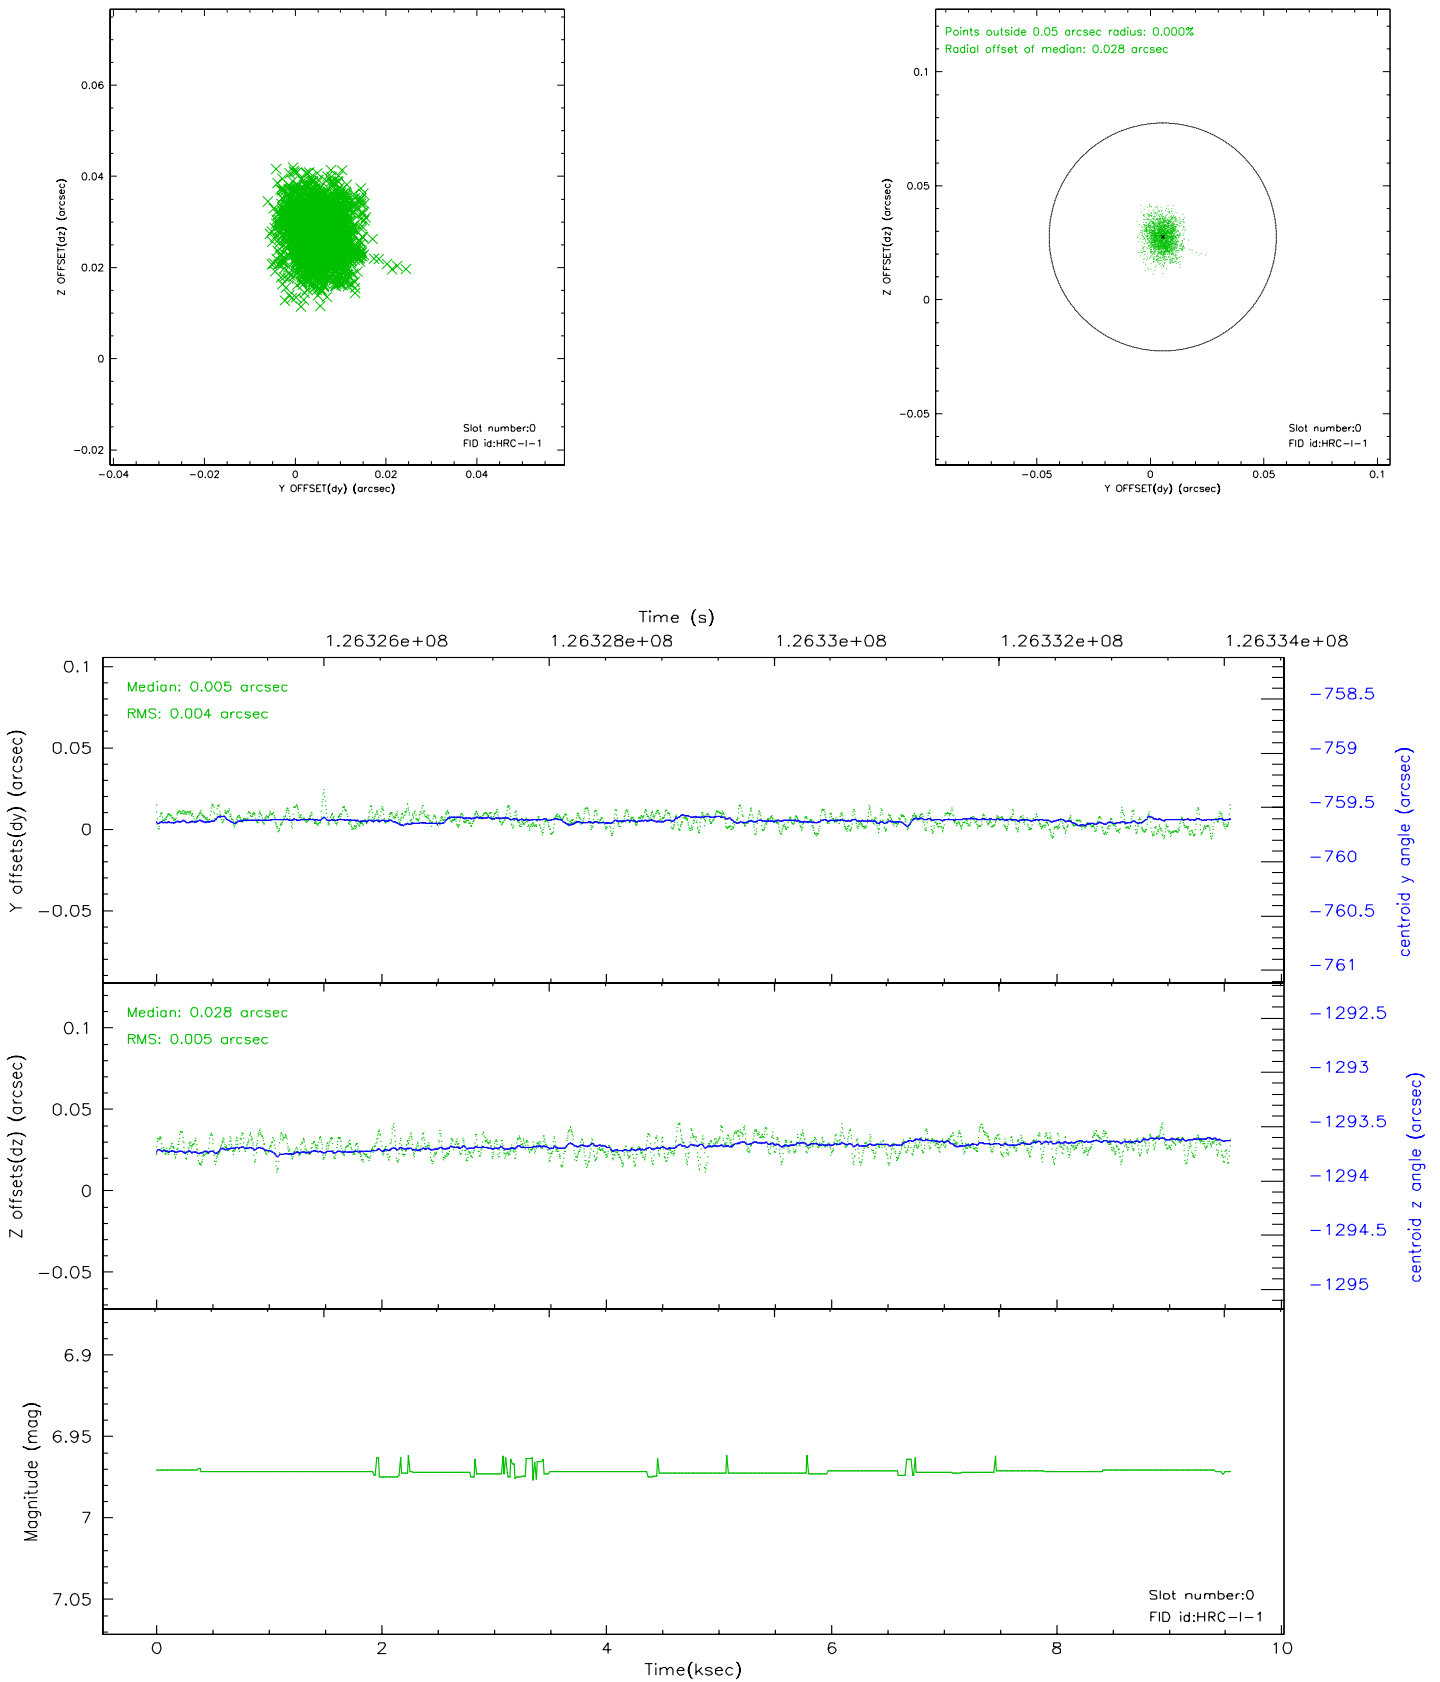 0.06
0.04
0.02
0
-0.02
-0.04
-0.02
0
0.02
0.04
Z OFFSET(dz) (arcsec)
Y OFFSET(dy) (arcsec)
Slot number:0
FID id:HRC-I-1
Points outside 0.05 arcsec radius: 0.000%
Radial offset of median: 0.028 arcsec
0.1
0.05
0
-0.05
-0.05
0
0.05
0.1
Z OFFSET(dz) (arcsec)
Y OFFSET(dy) (arcsec)
Slot number:0
FID id:HRC-I-1
Time (s)
1.26326e+08
1.26328e+08
1.2633e+08
1.26332e+08
1.26334e+08
Median: 0.005 arcsec
RMS: 0.004 arcsec
0.1
0.05
0
-0.05
Y offsets(dy) (arcsec)
-758.5
-759
-759.5
-760
-760.5
-761
centroid y angle (arcsec)
Median: 0.028 arcsec
RMS: 0.005 arcsec
0.1
0.05
0
-0.05
Z offsets(dz) (arcsec)
-1292.5
-1293
-1293.5
-1294
-1294.5
-1295
centroid z angle (arcsec)
6.9
6.95
7
7.05
Magnitude (mag)
Slot number:0
FID id:HRC-I-1
0
2
4
6
8
10
Time(ksec)